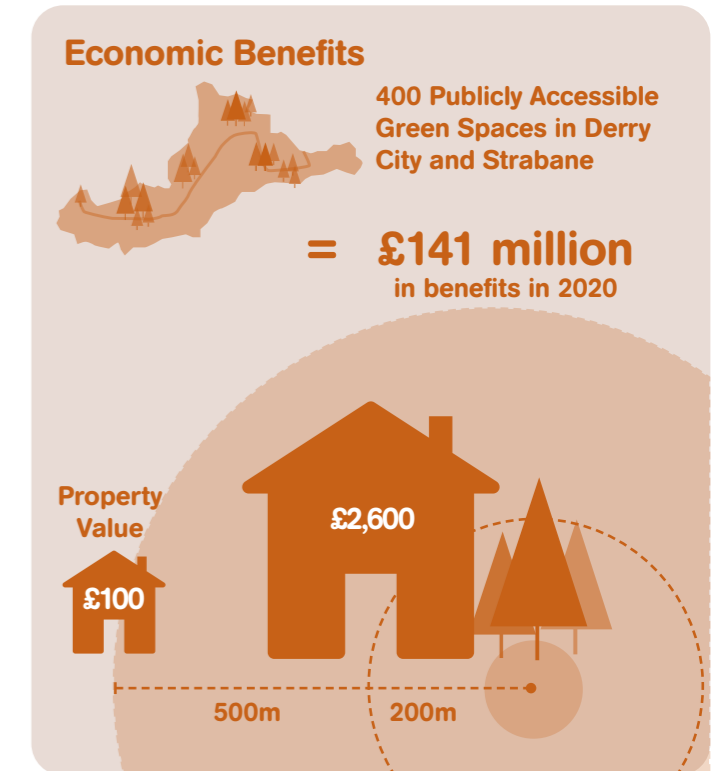 Economic Benefits
400 Publicly Accessible
Green Spaces in Derry
City and Strabane
= £141 million
in benefits in 2020
Property
Value
£100
£2,600
500m
200m